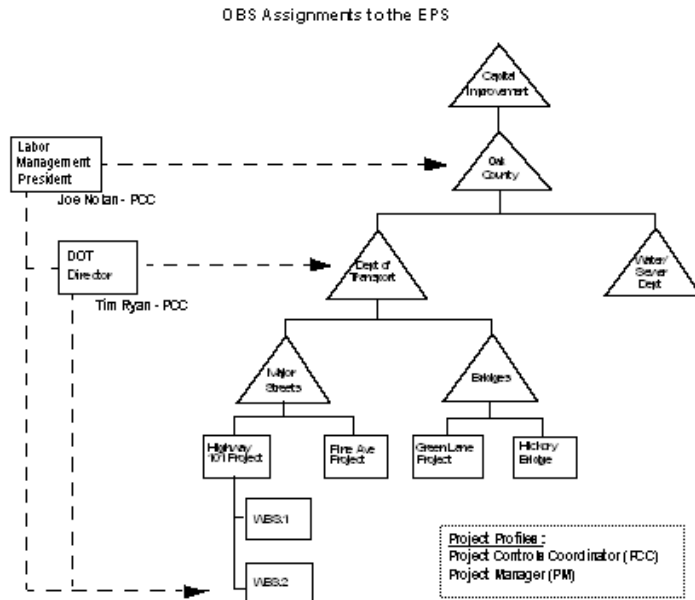 OBS Assignments to the EPS
Capital
Improvement
Labor
Management
President
Oak
County
Joe Nolan - PCC
DOT
Director
Dept of
Transport
Water/
Sewer
Dept
Tim Ryan - PCC
Major
Streets
Bridges
Highway
101 Project
Pine Ave
Project
Green Lane
Project
Hickory
Bridge
WBS.1
WBS.2
Project Profiles :
Project Controls Coordinator (PCC)
Project Manager (PM)